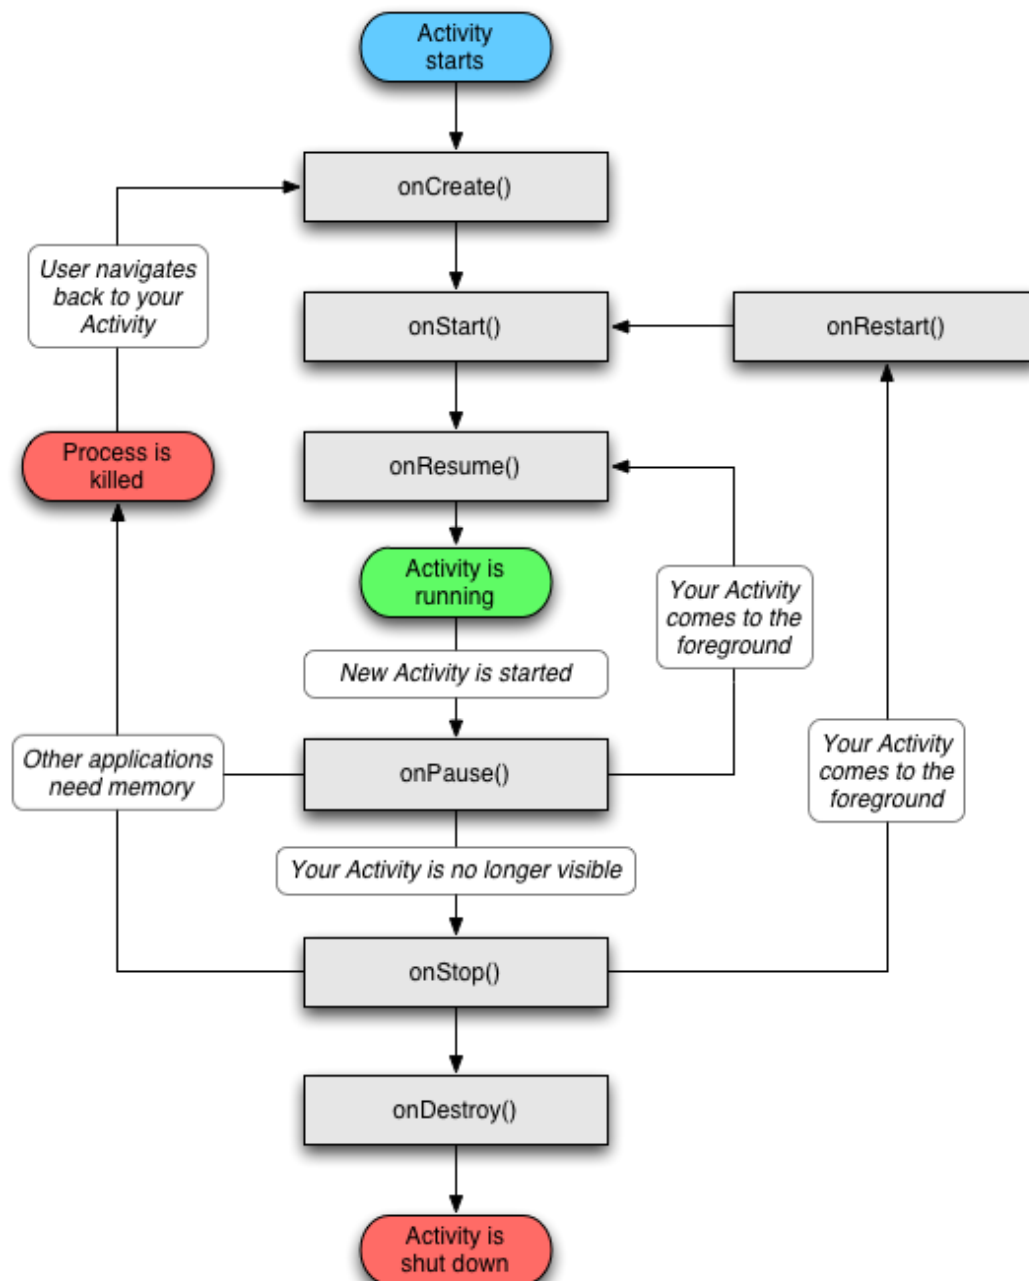 Activity
starts
onCreate()
User navigates
back to your
Activity
onStart()
onRestart()
Process is
killed
onResume()
Activity is
running
Your Activity
comes to the
foreground
New Activity is started
Other applications
need memory
onPause()
Your Activity
comes to the
foreground
Your Activity is no longer visible
onStop()
onDestroy()
Activity is
shut down